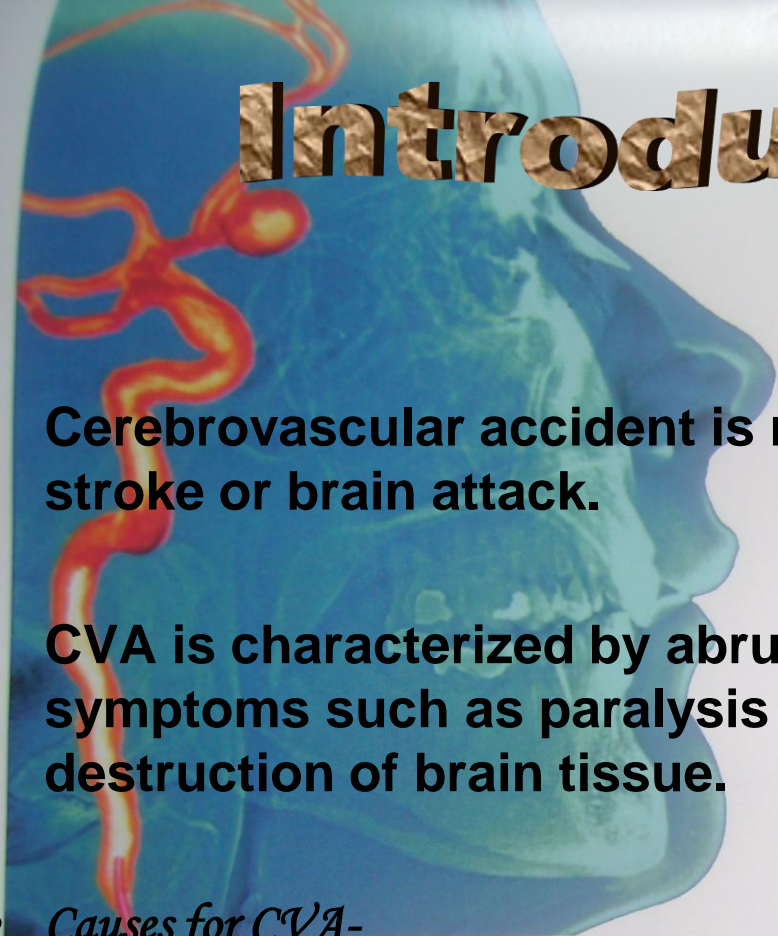 Introdu
Cerebrovascular accident is
stroke or brain attack.
CVA is characterized by abru
symptoms such as paralysis
destruction of brain tissue.
Causes for CVA-